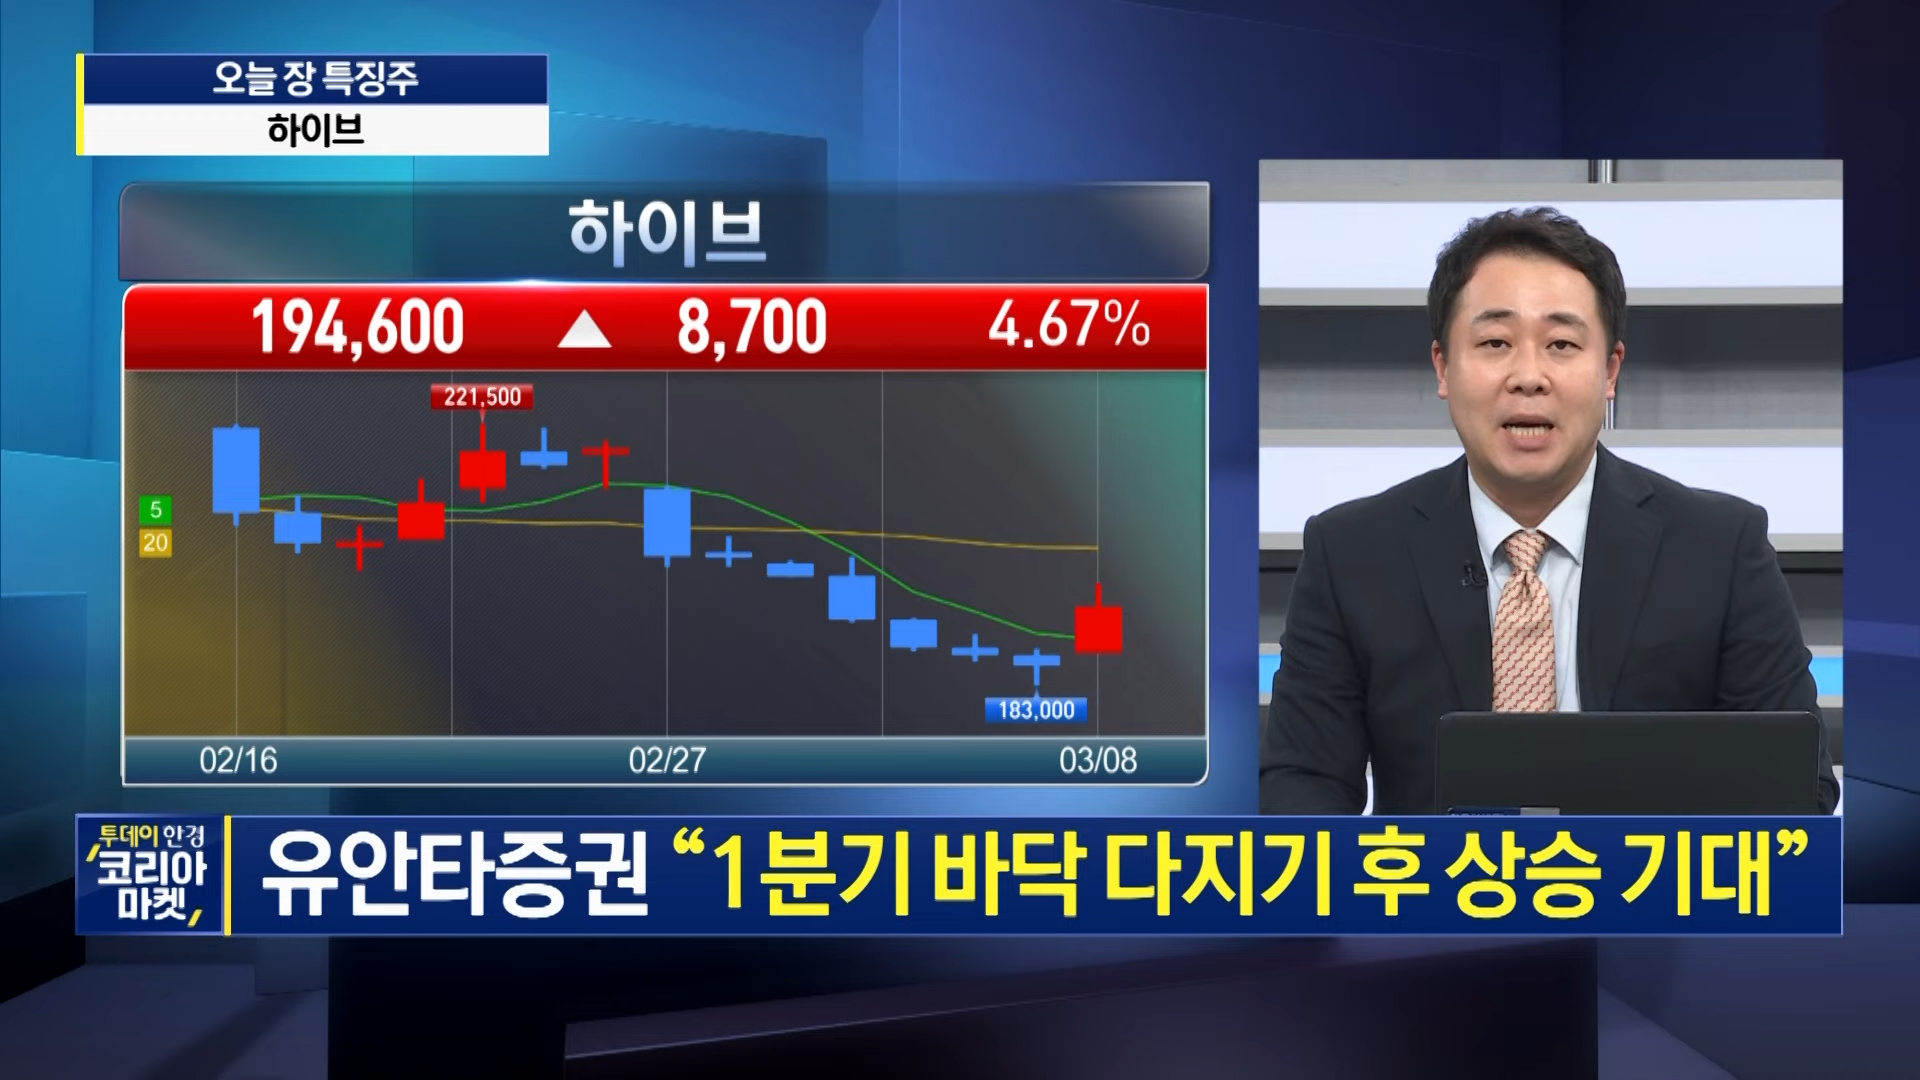 오늘 장 특징주
하이브
하이브
194,600 ▲ 8,700 4.67%
221,500
5
20
183,000
02/16 02/27 03/08
투데이 한경
코리아
마켓
유안타증권 “1분기 바닥 다지기 후 상승 기대”